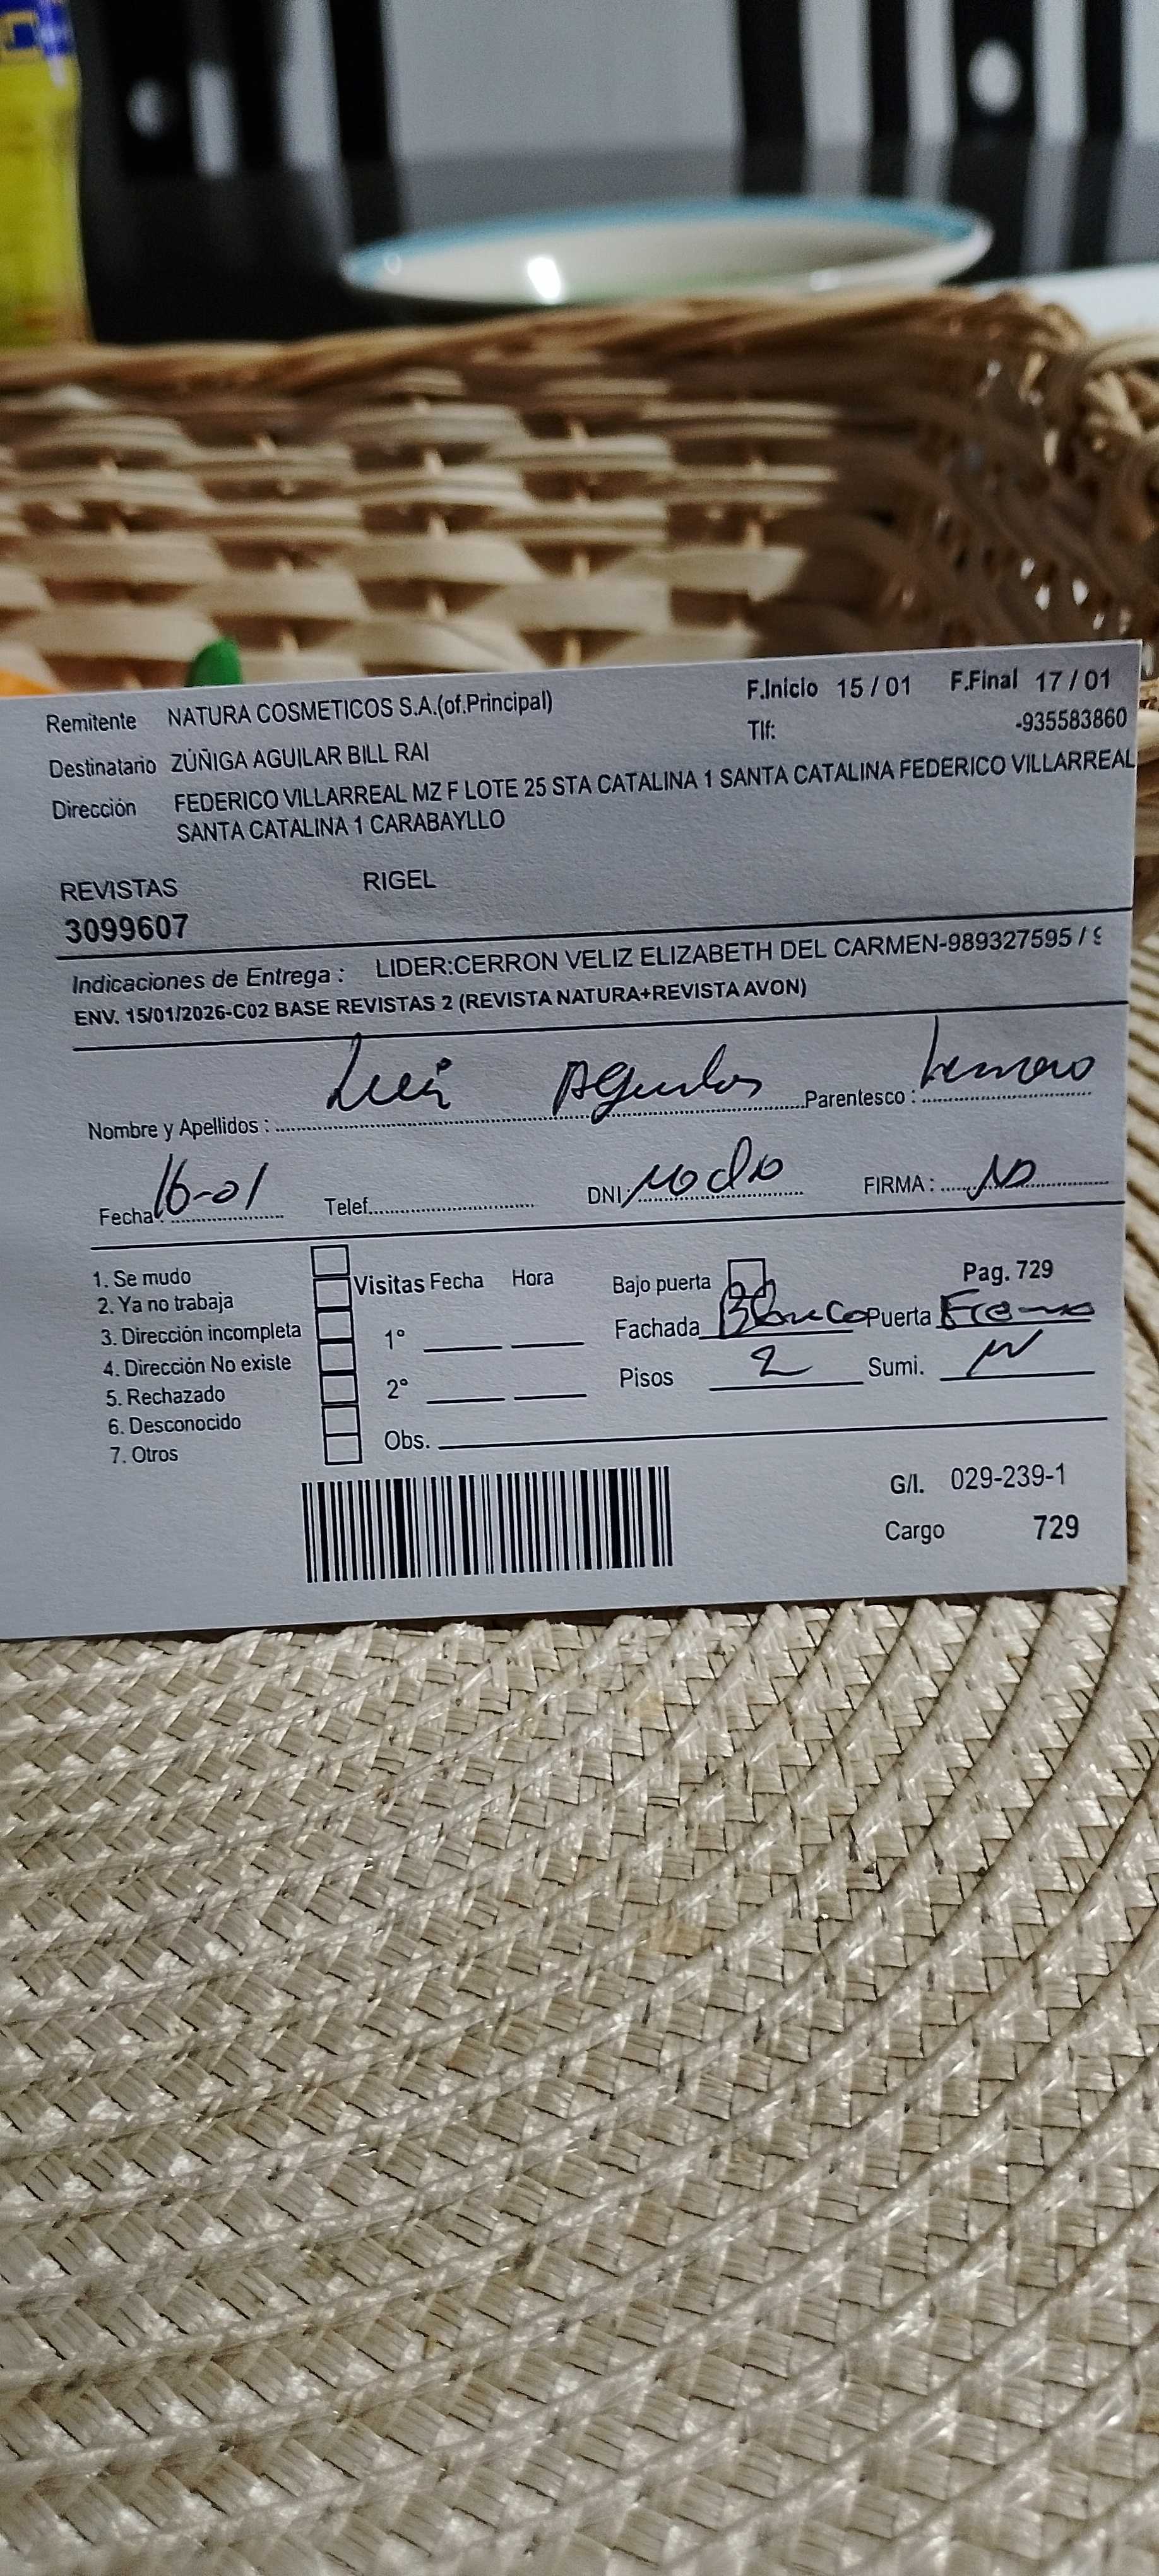 Remitente NATURA COSMETICOS S.A.(of.Principal) F.Inicio 15 / 01 F.Final 17 / 01
Tlf: -935583860
Destinatario ZÚÑIGA AGUILAR BILL RAI
Dirección FEDERICO VILLARREAL MZ F LOTE 25 STA CATALINA 1 SANTA CATALINA FEDERICO VILLARREAL
SANTA CATALINA 1 CARABAYLLO
REVISTAS RIGEL
3099607
Indicaciones de Entrega : LIDER:CERRON VELIZ ELIZABETH DEL CARMEN-989327595 / 9
ENV. 15/01/2026-C02 BASE REVISTAS 2 (REVISTA NATURA+REVISTA AVON)
Nombre y Apellidos : Parentesco :
Fecha : 16-01 Telef. DNI no dio FIRMA : no
1. Se mudo
2. Ya no trabaja
3. Dirección incompleta
4. Dirección No existe
5. Rechazado
6. Desconocido
7. Otros
Visitas Fecha Hora
1°
2°
Obs.
Bajo puerta Pag. 729
Fachada Blanco Puerta
Pisos 2 Sumi.
G/I. 029-239-1
Cargo 729